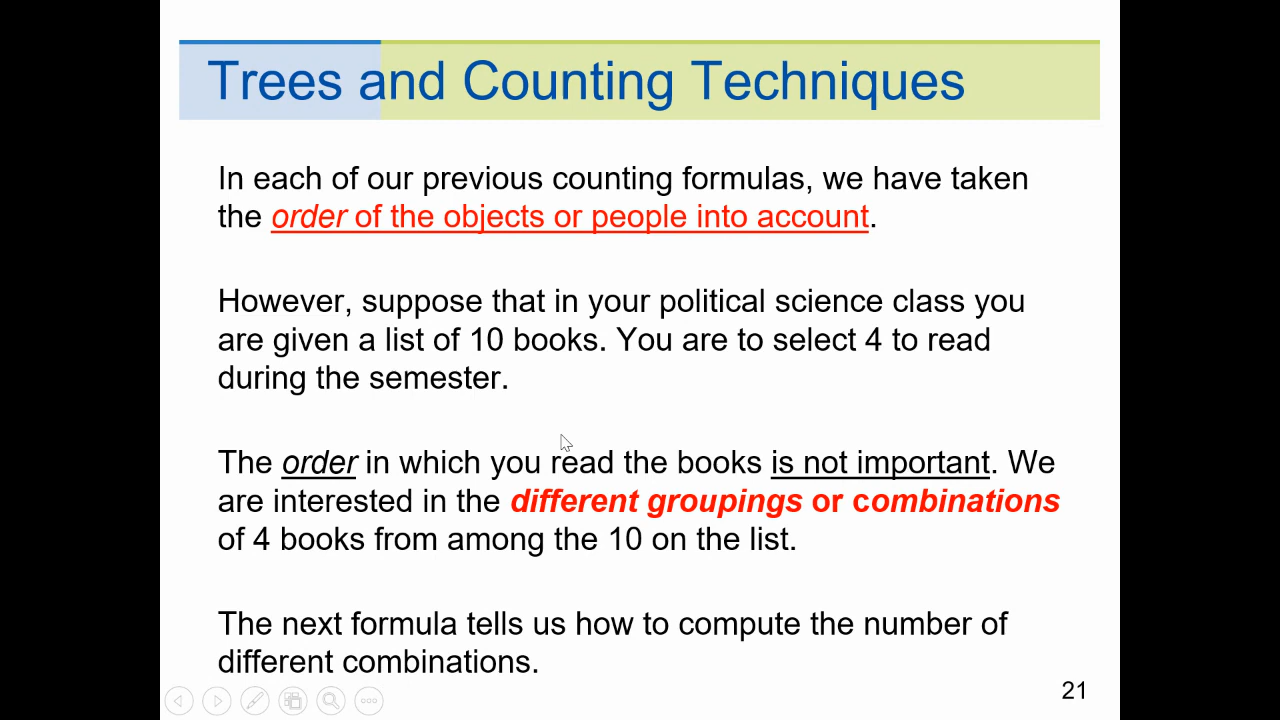 Trees and Counting Techniques
In each of our previous counting formulas, we have taken
the order of the objects or people into account.
However, suppose that in your political science class you
are given a list of 10 books. You are to select 4 to read
during the semester.
The order in which you read the books is not important. We
are interested in the different groupings or combinations
of 4 books from among the 10 on the list.
The next formula tells us how to compute the number of
different combinations.
21